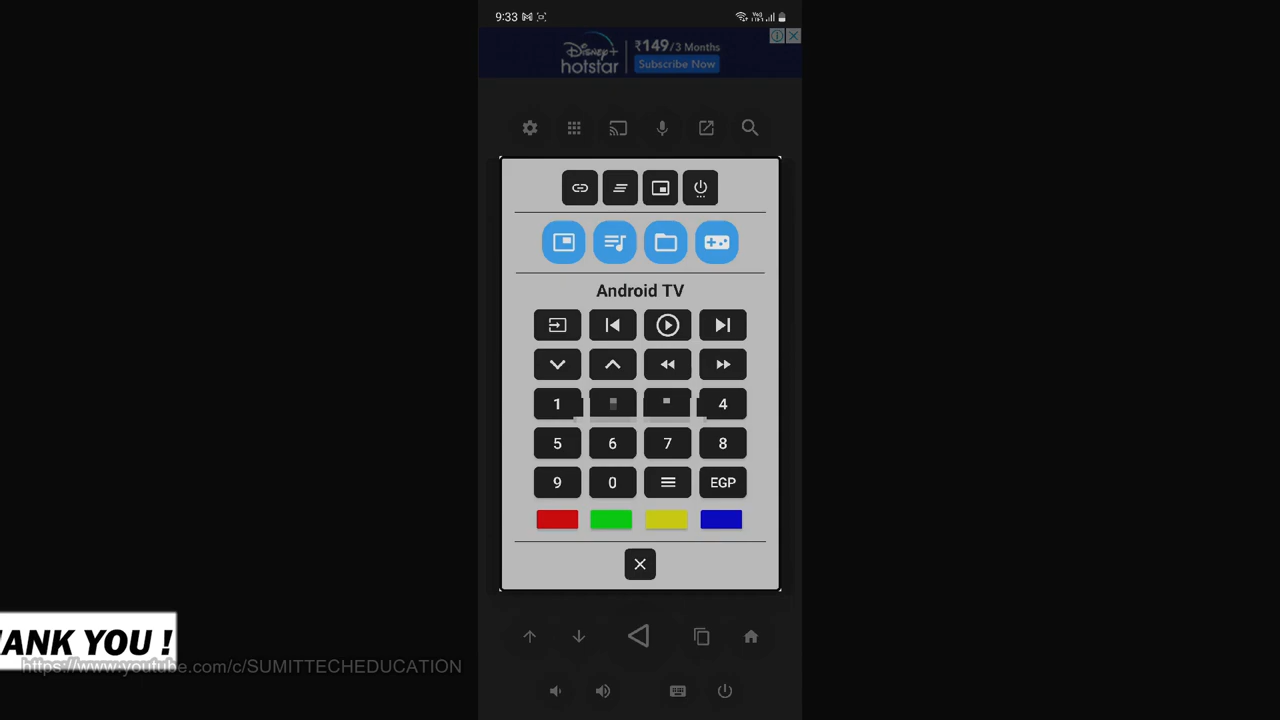 9:33
Disney+
hotstar
₹149/3 Months
Subscribe Now
Android TV
1
4
5 6 7 8
9 0 EGP
ANK YOU !
https://www.youtube.com/c/SUMITTECHEDUCATION